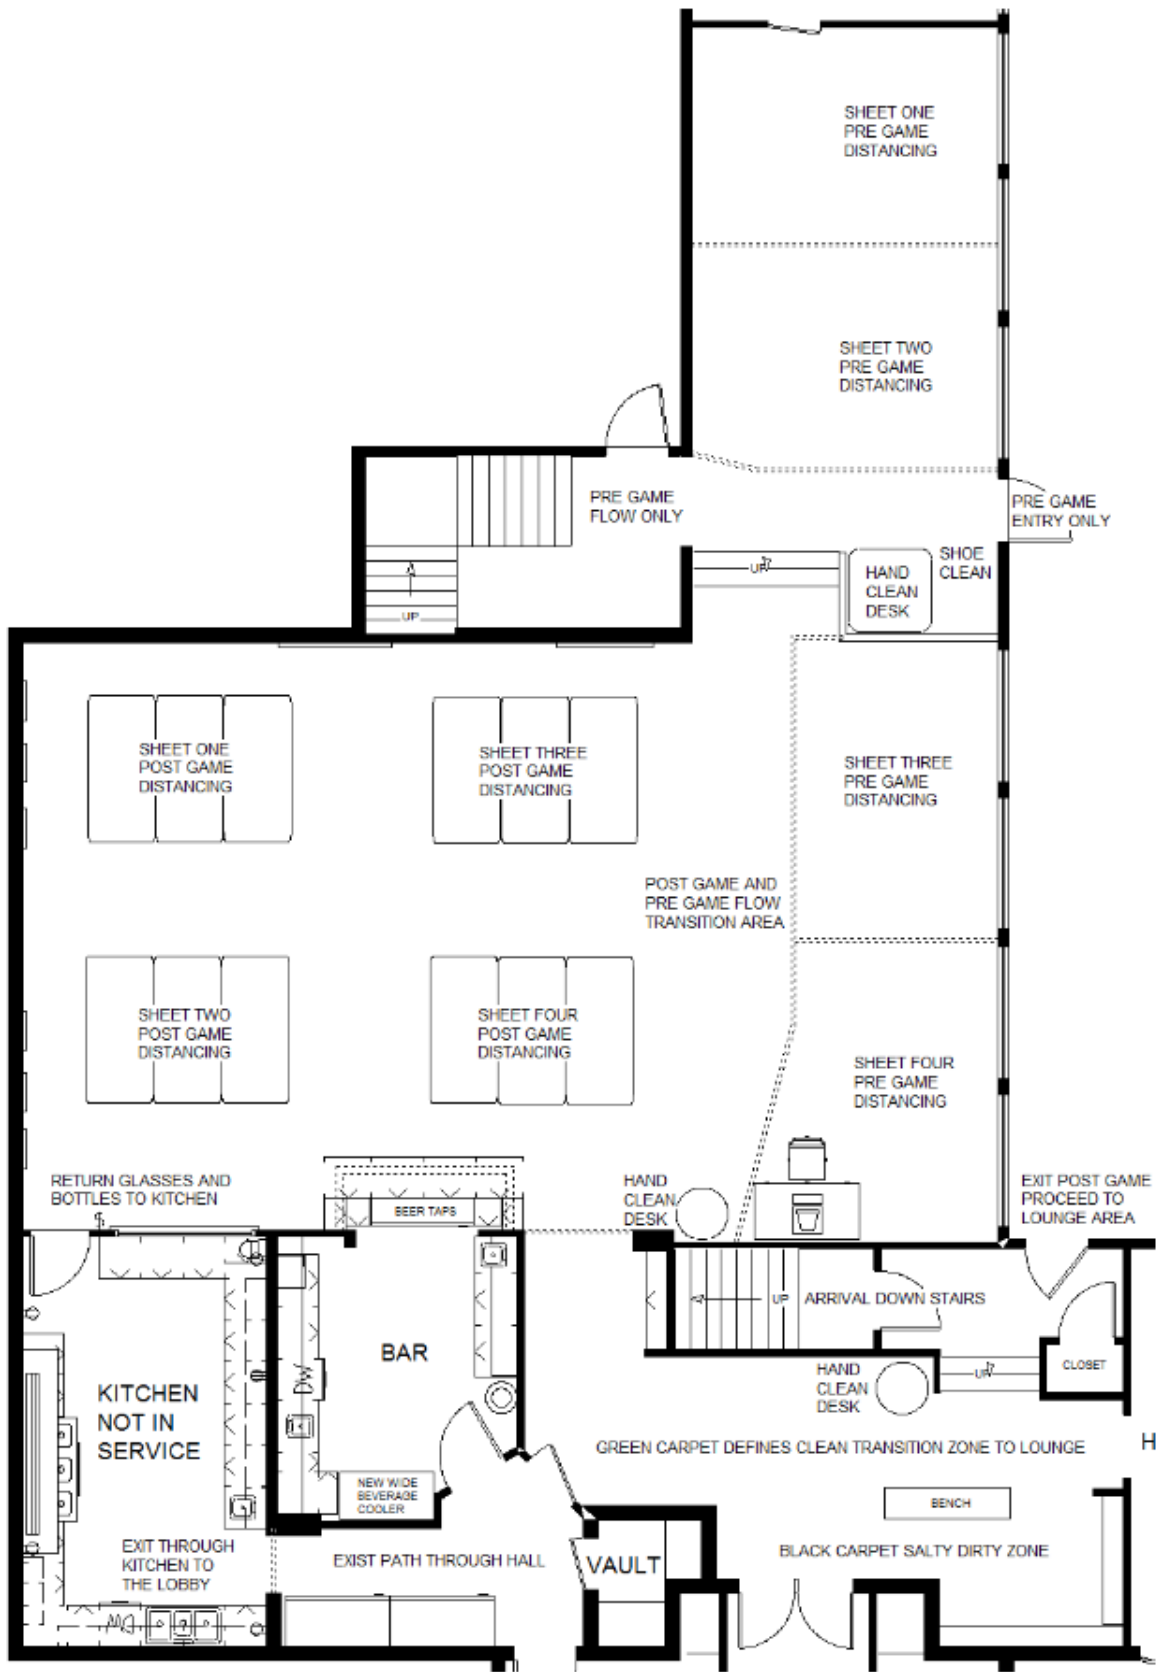 SHEET ONE
PRE GAME
DISTANCING
SHEET TWO
PRE GAME
DISTANCING
PRE GAME
FLOW ONLY
PRE GAME
ENTRY ONLY
SHOE
CLEAN
UP
HAND
CLEAN
DESK
UP
SHEET ONE
POST GAME
DISTANCING
SHEET THREE
POST GAME
DISTANCING
SHEET THREE
PRE GAME
DISTANCING
POST GAME AND
PRE GAME FLOW
TRANSITION AREA
SHEET TWO
POST GAME
DISTANCING
SHEET FOUR
POST GAME
DISTANCING
SHEET FOUR
PRE GAME
DISTANCING
RETURN GLASSES AND
BOTTLES TO KITCHEN
BEER TAPS
HAND
CLEAN
DESK
EXIT POST GAME
PROCEED TO
LOUNGE AREA
UP
ARRIVAL DOWN STAIRS
BAR
DW
HAND
CLEAN
DESK
UP
CLOSET
KITCHEN
NOT IN
SERVICE
GREEN CARPET DEFINES CLEAN TRANSITION ZONE TO LOUNGE
H
NEW WIDE
BEVERAGE
COOLER
BENCH
EXIT THROUGH
KITCHEN TO
THE LOBBY
EXIST PATH THROUGH HALL
VAULT
BLACK CARPET SALTY DIRTY ZONE
DW